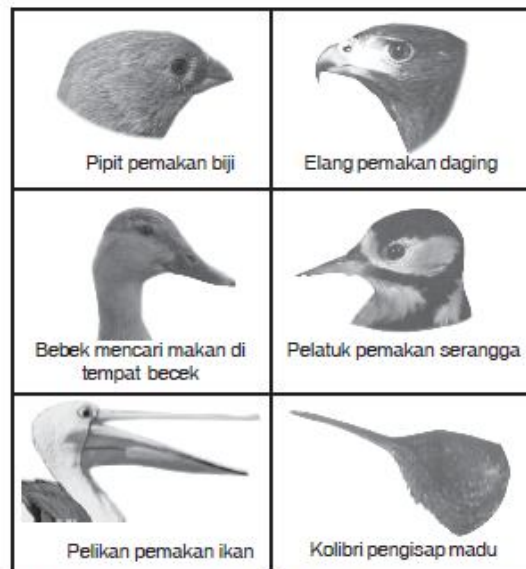 Pipit pemakan biji
Elang pemakan daging
Bebek mencari makan di
tempat becek
Pelatuk pemakan serangga
Pelikan pemakan ikan
Kolibri pengisap madu